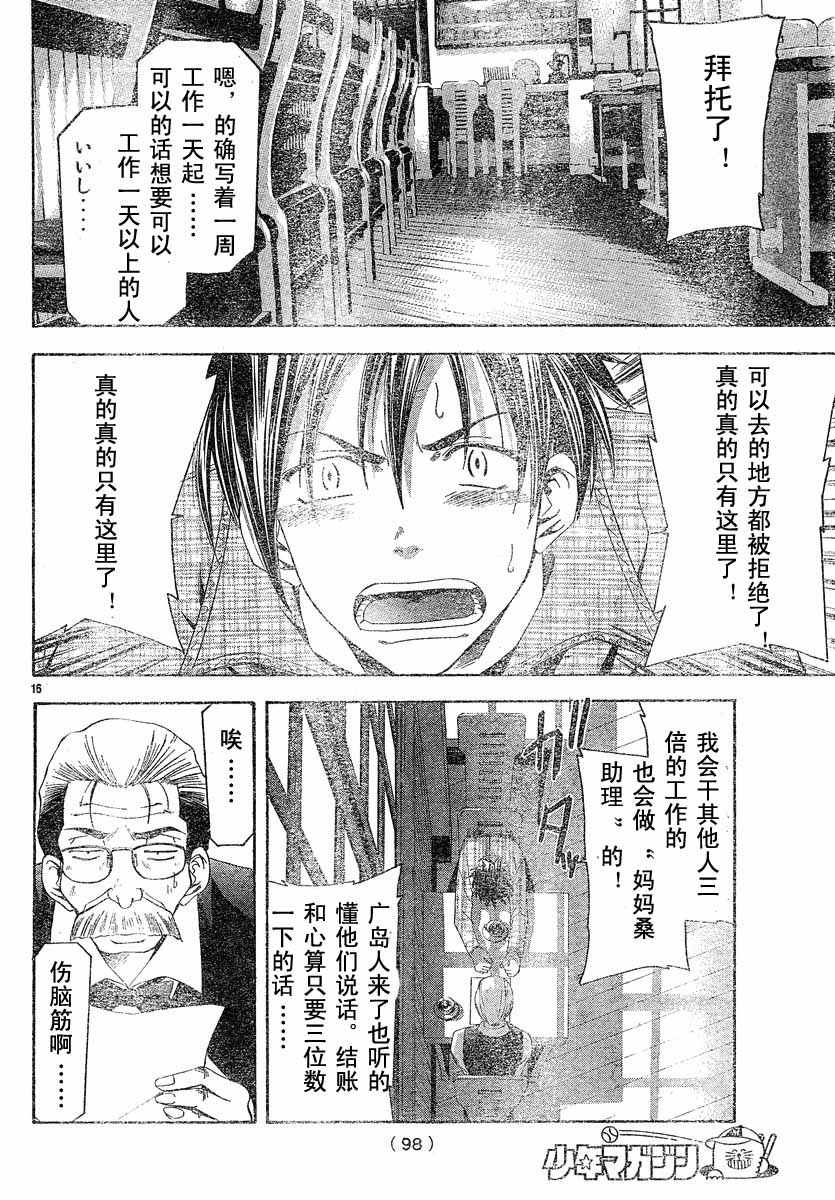 拜托了！
嗯，的确写着一周
工作一天起……
可以的话想要可以
工作一天以上的人
いいし‥‥
可以去的地方都被拒绝了！
真的真的只有这里了！
真的真的只有这里了！
16
我会干其他人三
倍的工作的
也会做“妈妈桑
助理”的！
广岛人来了也听的
懂他们说话。结账
和心算只要三位数
一下的话……
唉……
伤脑筋啊……
(98)
少年マガジン